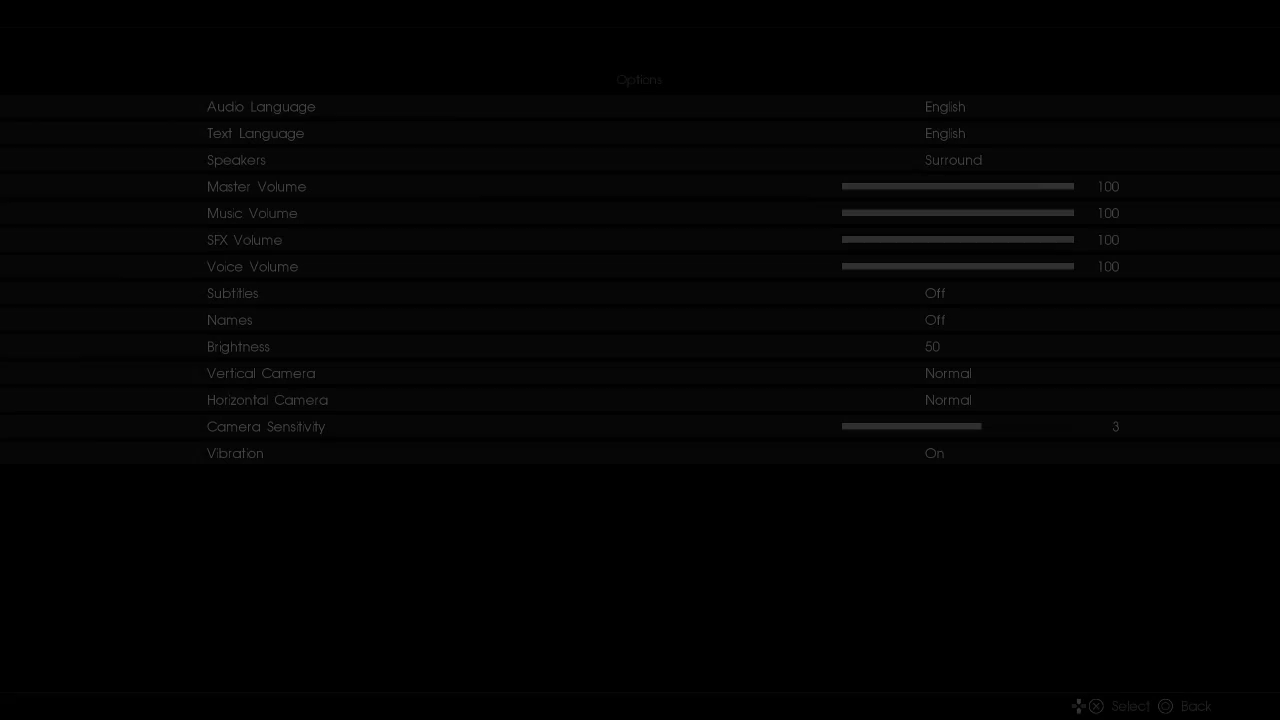 Options
Audio Language English
Text Language English
Speakers Surround
Master Volume 100
Music Volume 100
SFX Volume 100
Voice Volume 100
Subtitles Off
Names Off
Brightness 50
Vertical Camera Normal
Horizontal Camera Normal
Camera Sensitivity 3
Vibration On
Select Back